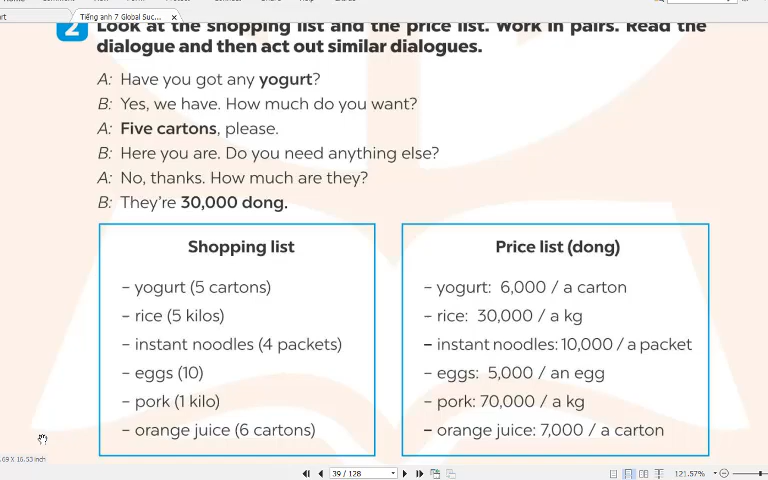 Tiếng anh 7 Global Suc...
2 Look at the shopping list and the price list. Work in pairs. Read the
dialogue and then act out similar dialogues.
A: Have you got any yogurt?
B: Yes, we have. How much do you want?
A: Five cartons, please.
B: Here you are. Do you need anything else?
A: No, thanks. How much are they?
B: They're 30,000 dong.
Shopping list
– yogurt (5 cartons)
– rice (5 kilos)
– instant noodles (4 packets)
– eggs (10)
– pork (1 kilo)
– orange juice (6 cartons)
Price list (dong)
– yogurt: 6,000 / a carton
– rice: 30,000 / a kg
– instant noodles: 10,000 / a packet
– eggs: 5,000 / an egg
– pork: 70,000 / a kg
– orange juice: 7,000 / a carton
.69 X 16.53 inch
39 / 128
121.57%